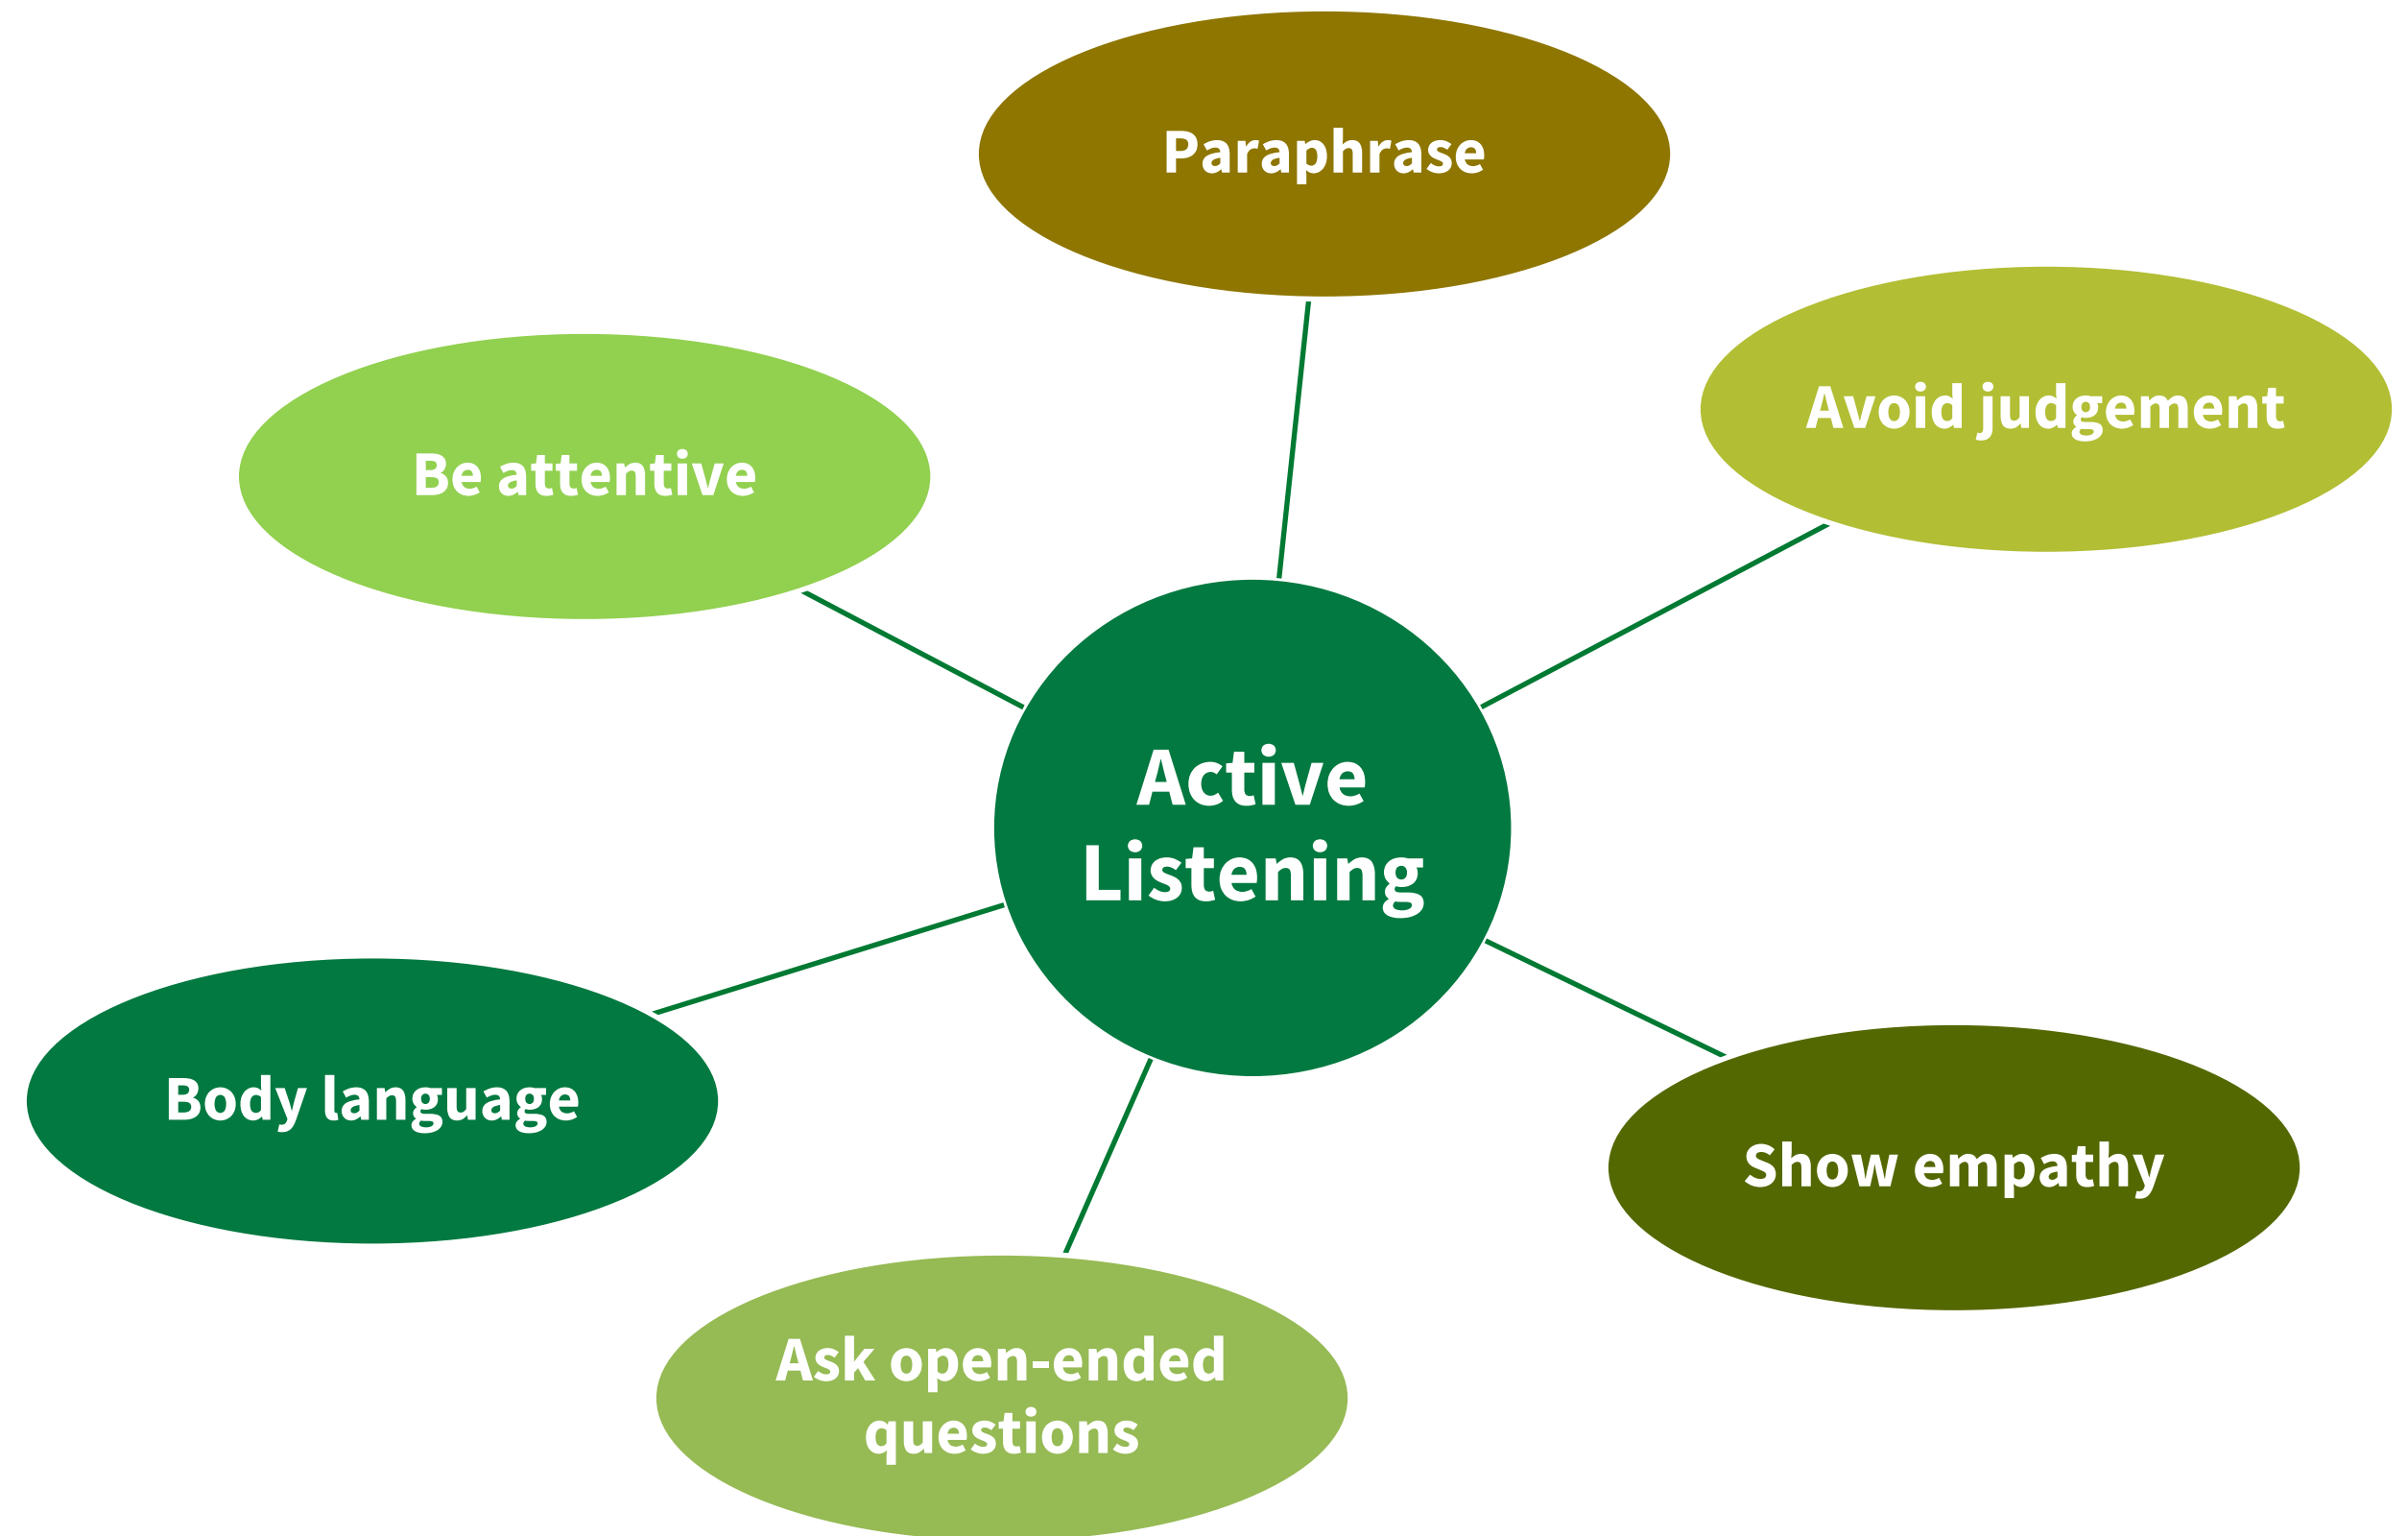 Paraphrase
Avoid judgement
Be attentive
Active
Listening
Body language
Show empathy
Ask open-ended
questions